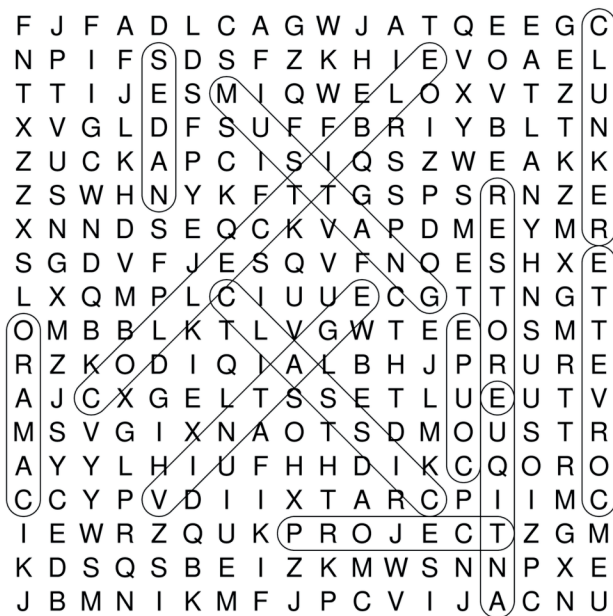 F J F A D L C A G W J A T Q E E G C
N P I F S D S F Z K H I E V O A E L
T T I J E S M I Q W E L O X V T Z U
X V G L D F S U F F B R I Y B L T N
Z U C K A P C I S I Q S Z W E A K K
Z S W H N Y K F T T G S P S R N Z E
X N N D S E Q C K V A P D M E Y M R
S G D V F J E S Q V F N O E S H X E
L X Q M P L C I U U E C G T T N G T
O M B B L K T L V G W T E E O S M T
R Z K O D I Q I A L B H J P R U R E
A J C X G E L T S S E T L U E U T V
M S V G I X N A O T S D M O U S T R
A Y Y L H I U F H H D I K C Q O R O
C C Y P V D I I X T A R C P I I M C
I E W R Z Q U K P R O J E C T Z G M
K D S Q S B E I Z K M W S N N P X E
J B M N I K M F J P C V I J A C N U